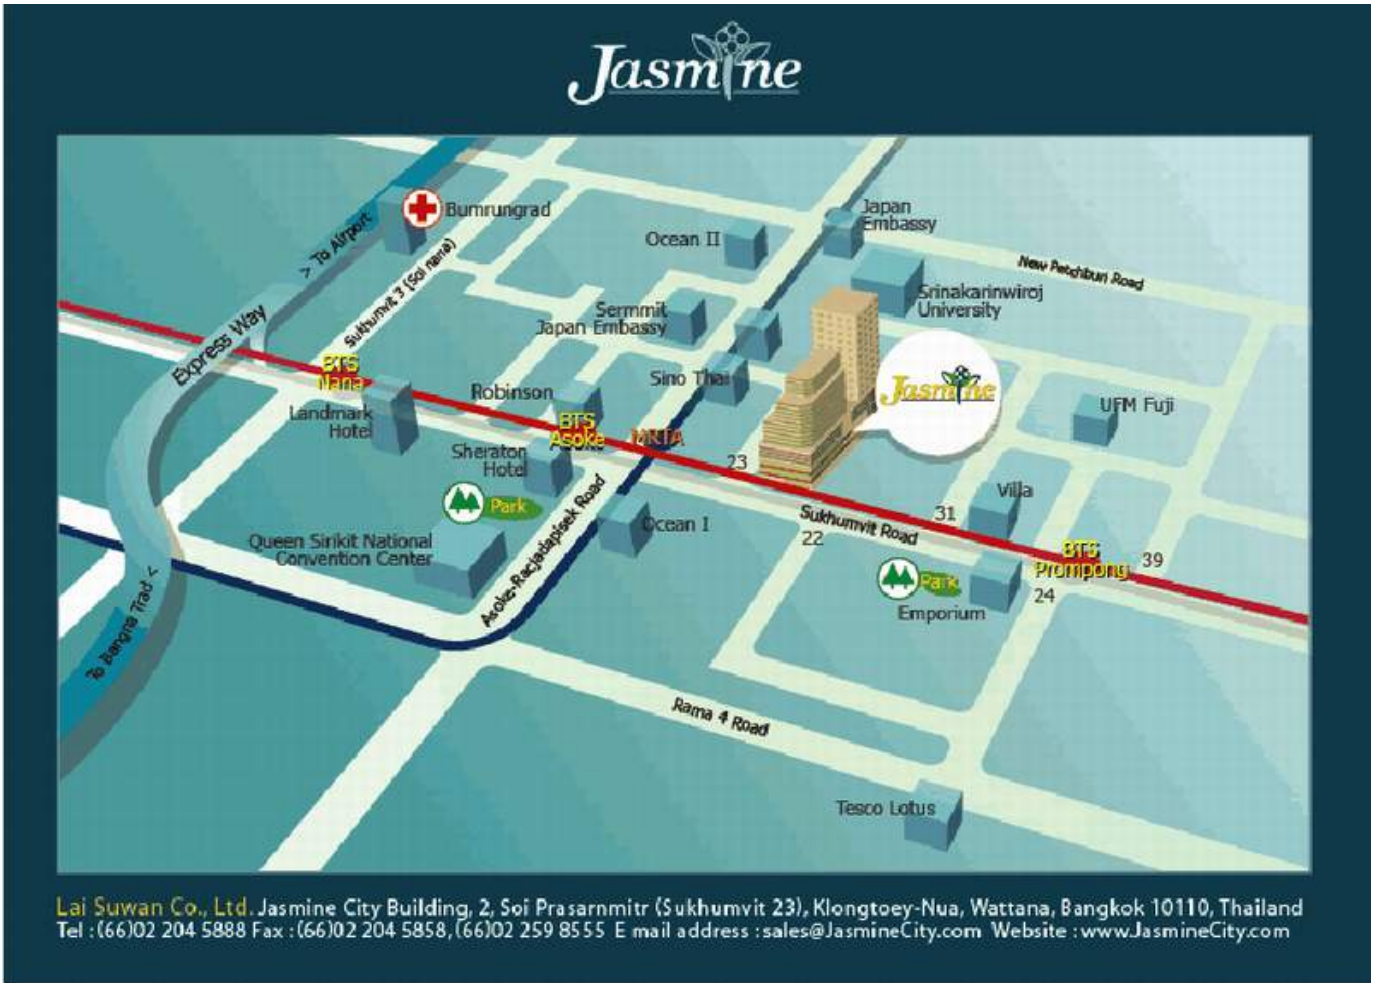 Jasmine
Bumrungrad
> To Airport
Sukhumvit 3 (Soi nana)
Ocean II
Japan
Embassy
New Petchburi Road
Express Way
Sermmit
Japan Embassy
Srinakarinwiroj
University
BTS
Nana
Sino Thai
Jasmine
Robinson
Landmark
Hotel
BTS
Asoke
Asoke
MRTA
UFM Fuji
Sheraton
Hotel
23
Park
Villa
Asoke-Racjadapisek Road
Ocean I
Sukhumvit Road
31
22
Queen Sirikit National
Convention Center
BTS
Prompong
39
Park
24
Emporium
To Bangna Trad <
Rama 4 Road
Tesco Lotus
Lai Suwan Co., Ltd. Jasmine City Building, 2, Soi Prasarnmitr (Sukhumvit 23), Klongtoey-Nua, Wattana, Bangkok 10110, Thailand
Tel : (66)02 204 5888 Fax : (66)02 204 5858, (66)02 259 8555 E mail address : sales@JasmineCity.com Website : www.JasmineCity.com